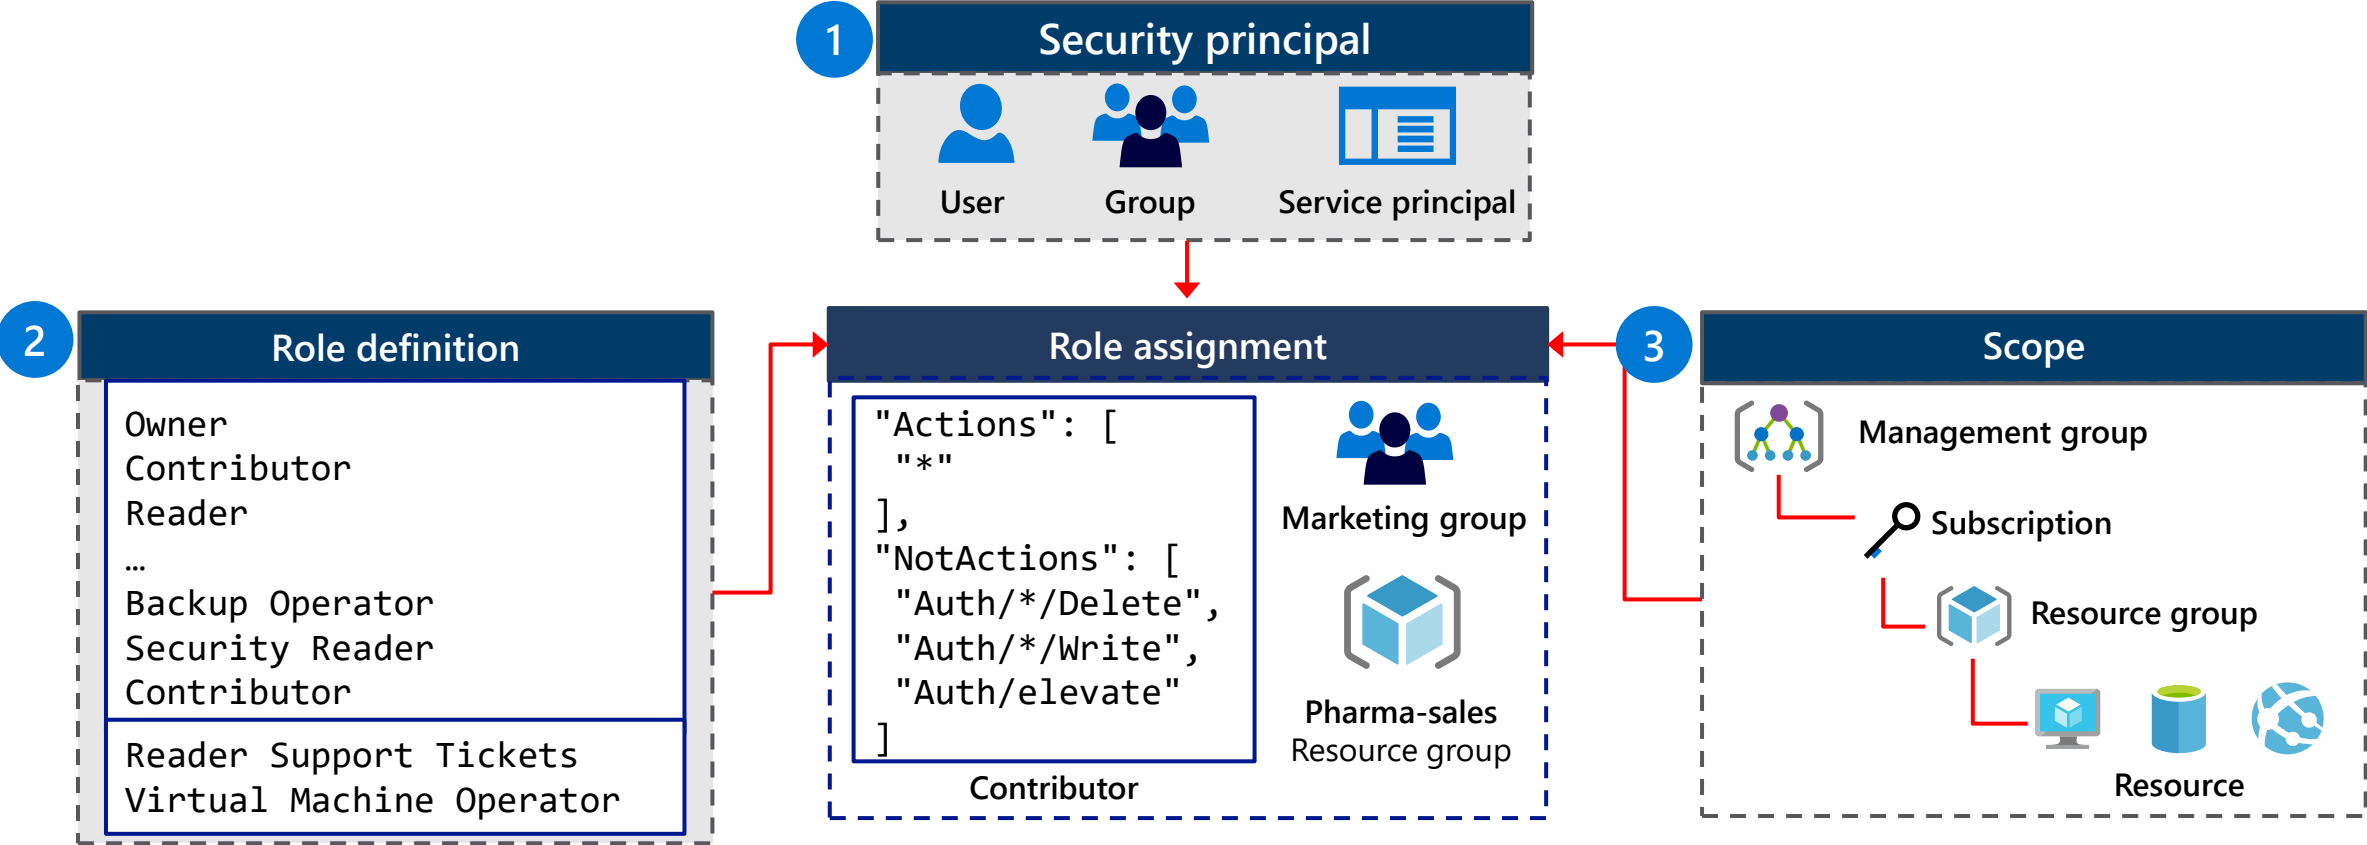 1
Security principal
User
Group
Service principal
2
Role definition
Owner
Contributor
Reader
…
Backup Operator
Security Reader
Contributor
Reader Support Tickets
Virtual Machine Operator
Role assignment
"Actions": [
"*"
],
"NotActions": [
"Auth/*/Delete",
"Auth/*/Write",
"Auth/elevate"
]
Contributor
Marketing group
Pharma-sales
Resource group
3
Scope
Management group
Subscription
Resource group
Resource